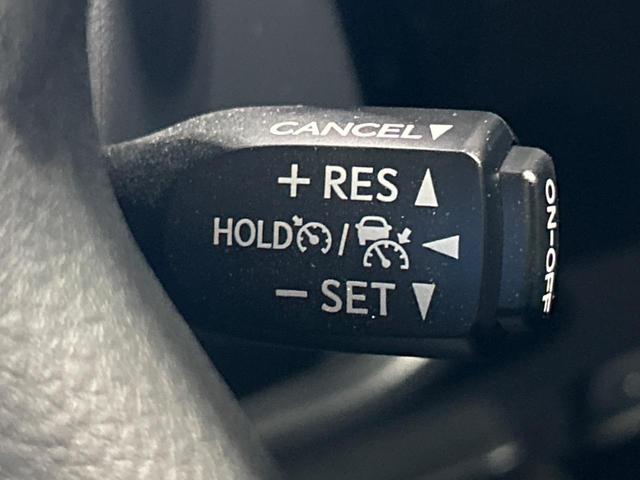 CANCEL▼
+ RES ▲
HOLD / ◀
− SET ▼
ON-OFF